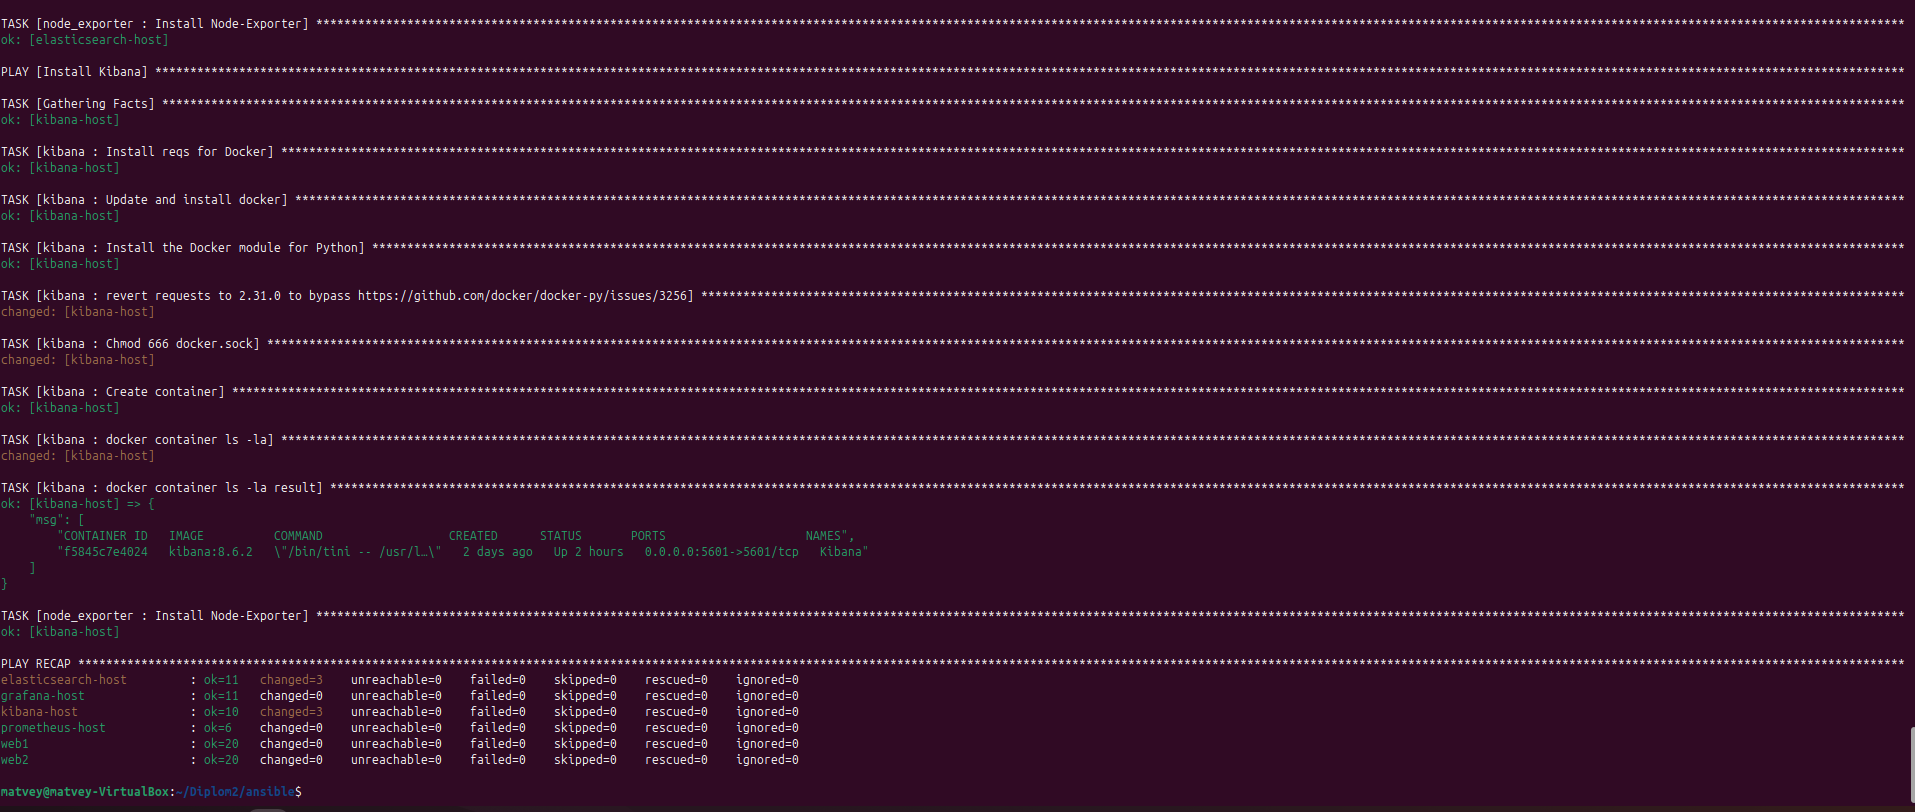 TASK [node_exporter : Install Node-Exporter] ***********************************************************************************************************************************************************************************************************************************
ok: [elasticsearch-host]
PLAY [Install Kibana] **********************************************************************************************************************************************************************************************************************************************************
TASK [Gathering Facts] *********************************************************************************************************************************************************************************************************************************************************
ok: [kibana-host]
TASK [kibana : Install reqs for Docker] ****************************************************************************************************************************************************************************************************************************************
ok: [kibana-host]
TASK [kibana : Update and install docker] **************************************************************************************************************************************************************************************************************************************
ok: [kibana-host]
TASK [kibana : Install the Docker module for Python] ***************************************************************************************************************************************************************************************************************************
ok: [kibana-host]
TASK [kibana : revert requests to 2.31.0 to bypass https://github.com/docker/docker-py/issues/3256] ****************************************************************************************************************************************************************************
changed: [kibana-host]
TASK [kibana : Chmod 666 docker.sock] ******************************************************************************************************************************************************************************************************************************************
changed: [kibana-host]
TASK [kibana : Create container] ***********************************************************************************************************************************************************************************************************************************************
ok: [kibana-host]
TASK [kibana : docker container ls -la] ****************************************************************************************************************************************************************************************************************************************
changed: [kibana-host]
TASK [kibana : docker container ls -la result] *********************************************************************************************************************************************************************************************************************************
ok: [kibana-host] => {
    "msg": [
        "CONTAINER ID   IMAGE          COMMAND                  CREATED      STATUS       PORTS                    NAMES",
        "f5845c7e4024   kibana:8.6.2   \"/bin/tini -- /usr/l…\"   2 days ago   Up 2 hours   0.0.0.0:5601->5601/tcp   Kibana"
    ]
}
TASK [node_exporter : Install Node-Exporter] ***********************************************************************************************************************************************************************************************************************************
ok: [kibana-host]
PLAY RECAP *********************************************************************************************************************************************************************************************************************************************************************
elasticsearch-host         : ok=11   changed=3    unreachable=0    failed=0    skipped=0    rescued=0    ignored=0
grafana-host               : ok=11   changed=0    unreachable=0    failed=0    skipped=0    rescued=0    ignored=0
kibana-host                : ok=10   changed=3    unreachable=0    failed=0    skipped=0    rescued=0    ignored=0
prometheus-host            : ok=6    changed=0    unreachable=0    failed=0    skipped=0    rescued=0    ignored=0
web1                       : ok=20   changed=0    unreachable=0    failed=0    skipped=0    rescued=0    ignored=0
web2                       : ok=20   changed=0    unreachable=0    failed=0    skipped=0    rescued=0    ignored=0
matvey@matvey-VirtualBox:~/Diplom2/ansible$